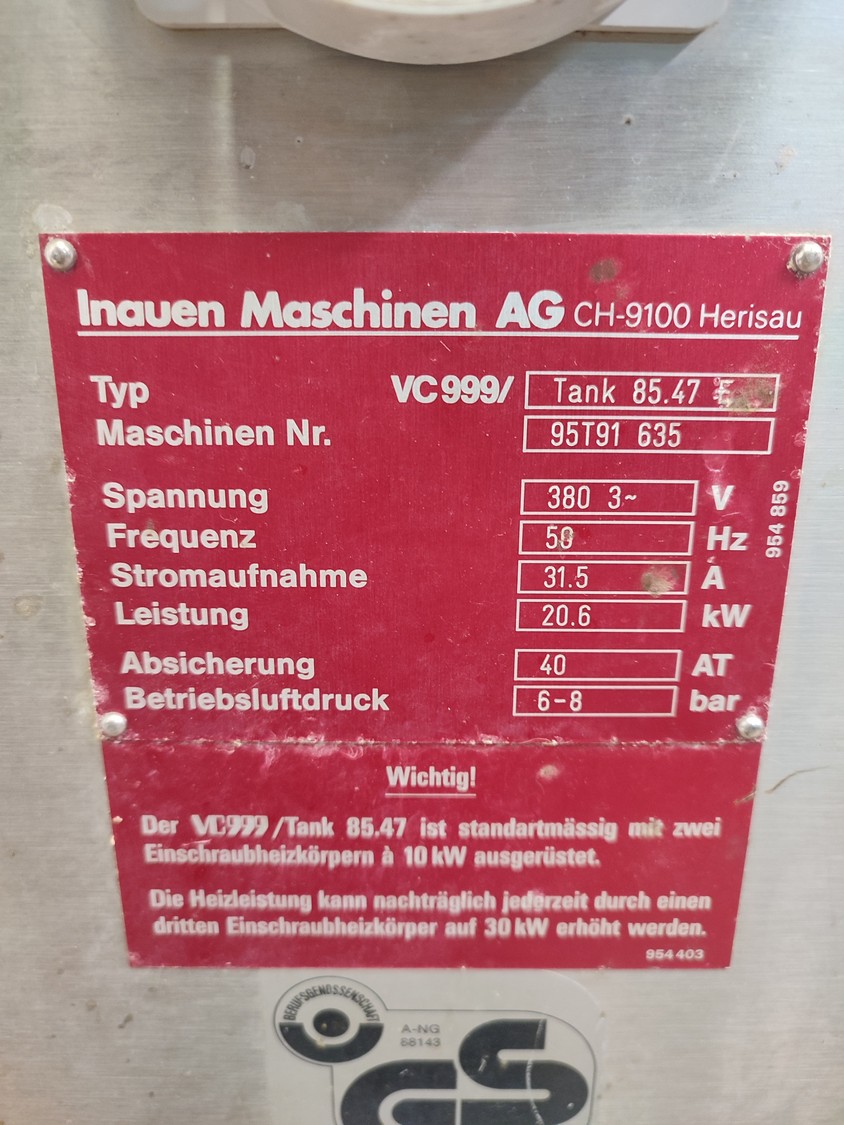 Inauen Maschinen AG CH-9100 Herisau
Typ VC999/ Tank 85.47 E
Maschinen Nr. 95T91 635
Spannung 380 3~ V
Frequenz 50 Hz
Stromaufnahme 31.5 A
Leistung 20.6 kW
Absicherung 40 AT
Betriebsluftdruck 6-8 bar
954 859
Wichtig!
Der VC999/Tank 85.47 ist standartmässig mit zwei
Einschraubheizkörpern à 10 kW ausgerüstet.
Die Heizleistung kann nachträglich jederzeit durch einen
dritten Einschraubheizkörper auf 30 kW erhöht werden.
954 403
BERUFSGENOSSENSCHAFT
A-NG
68143
GS